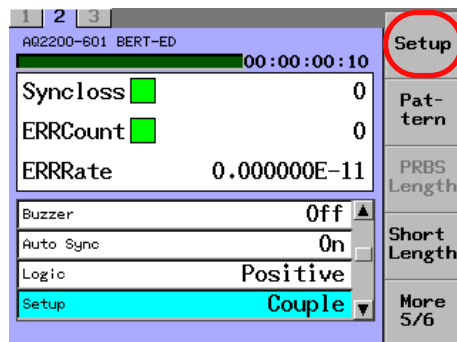 1 2 3
AQ2200-601 BERT-ED
00:00:00:10
Syncloss 0
ERRCount 0
ERRRate 0.000000E-11
Buzzer Off
Auto Sync On
Logic Positive
Setup Couple
Setup
Pat-
tern
PRBS
Length
Short
Length
More
5/6